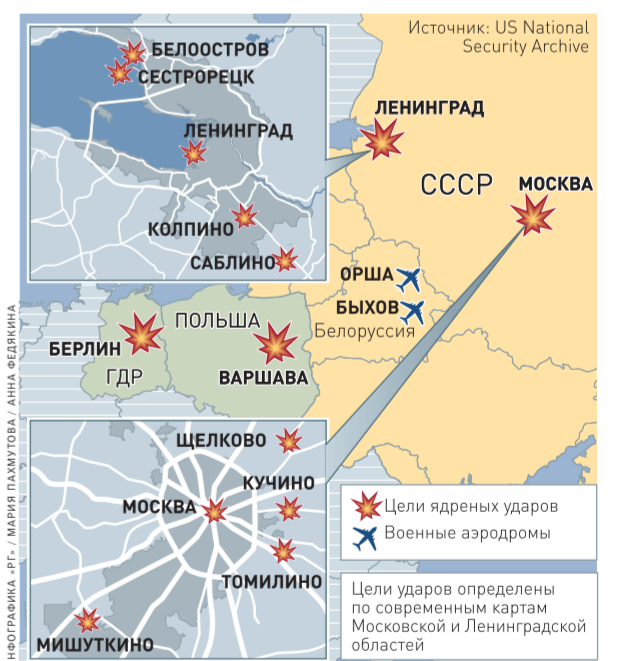 Источник: US National
Security Archive
БЕЛООСТРОВ
СЕСТРОРЕЦК
ЛЕНИНГРАД
КОЛПИНО
САБЛИНО
ЛЕНИНГРАД
СССР
МОСКВА
ОРША
БЫХОВ
Белоруссия
ПОЛЬША
БЕРЛИН
ГДР
ВАРШАВА
ЩЕЛКОВО
КУЧИНО
МОСКВА
ТОМИЛИНО
МИШУТКИНО
Цели ядреных ударов
Военные аэродромы
Цели ударов определены
по современным картам
Московской и Ленинградской
областей
НФОГРАФИКА «РГ» / МАРИЯ ПАХМУТОВА / АННА ФЕДЯКИНА